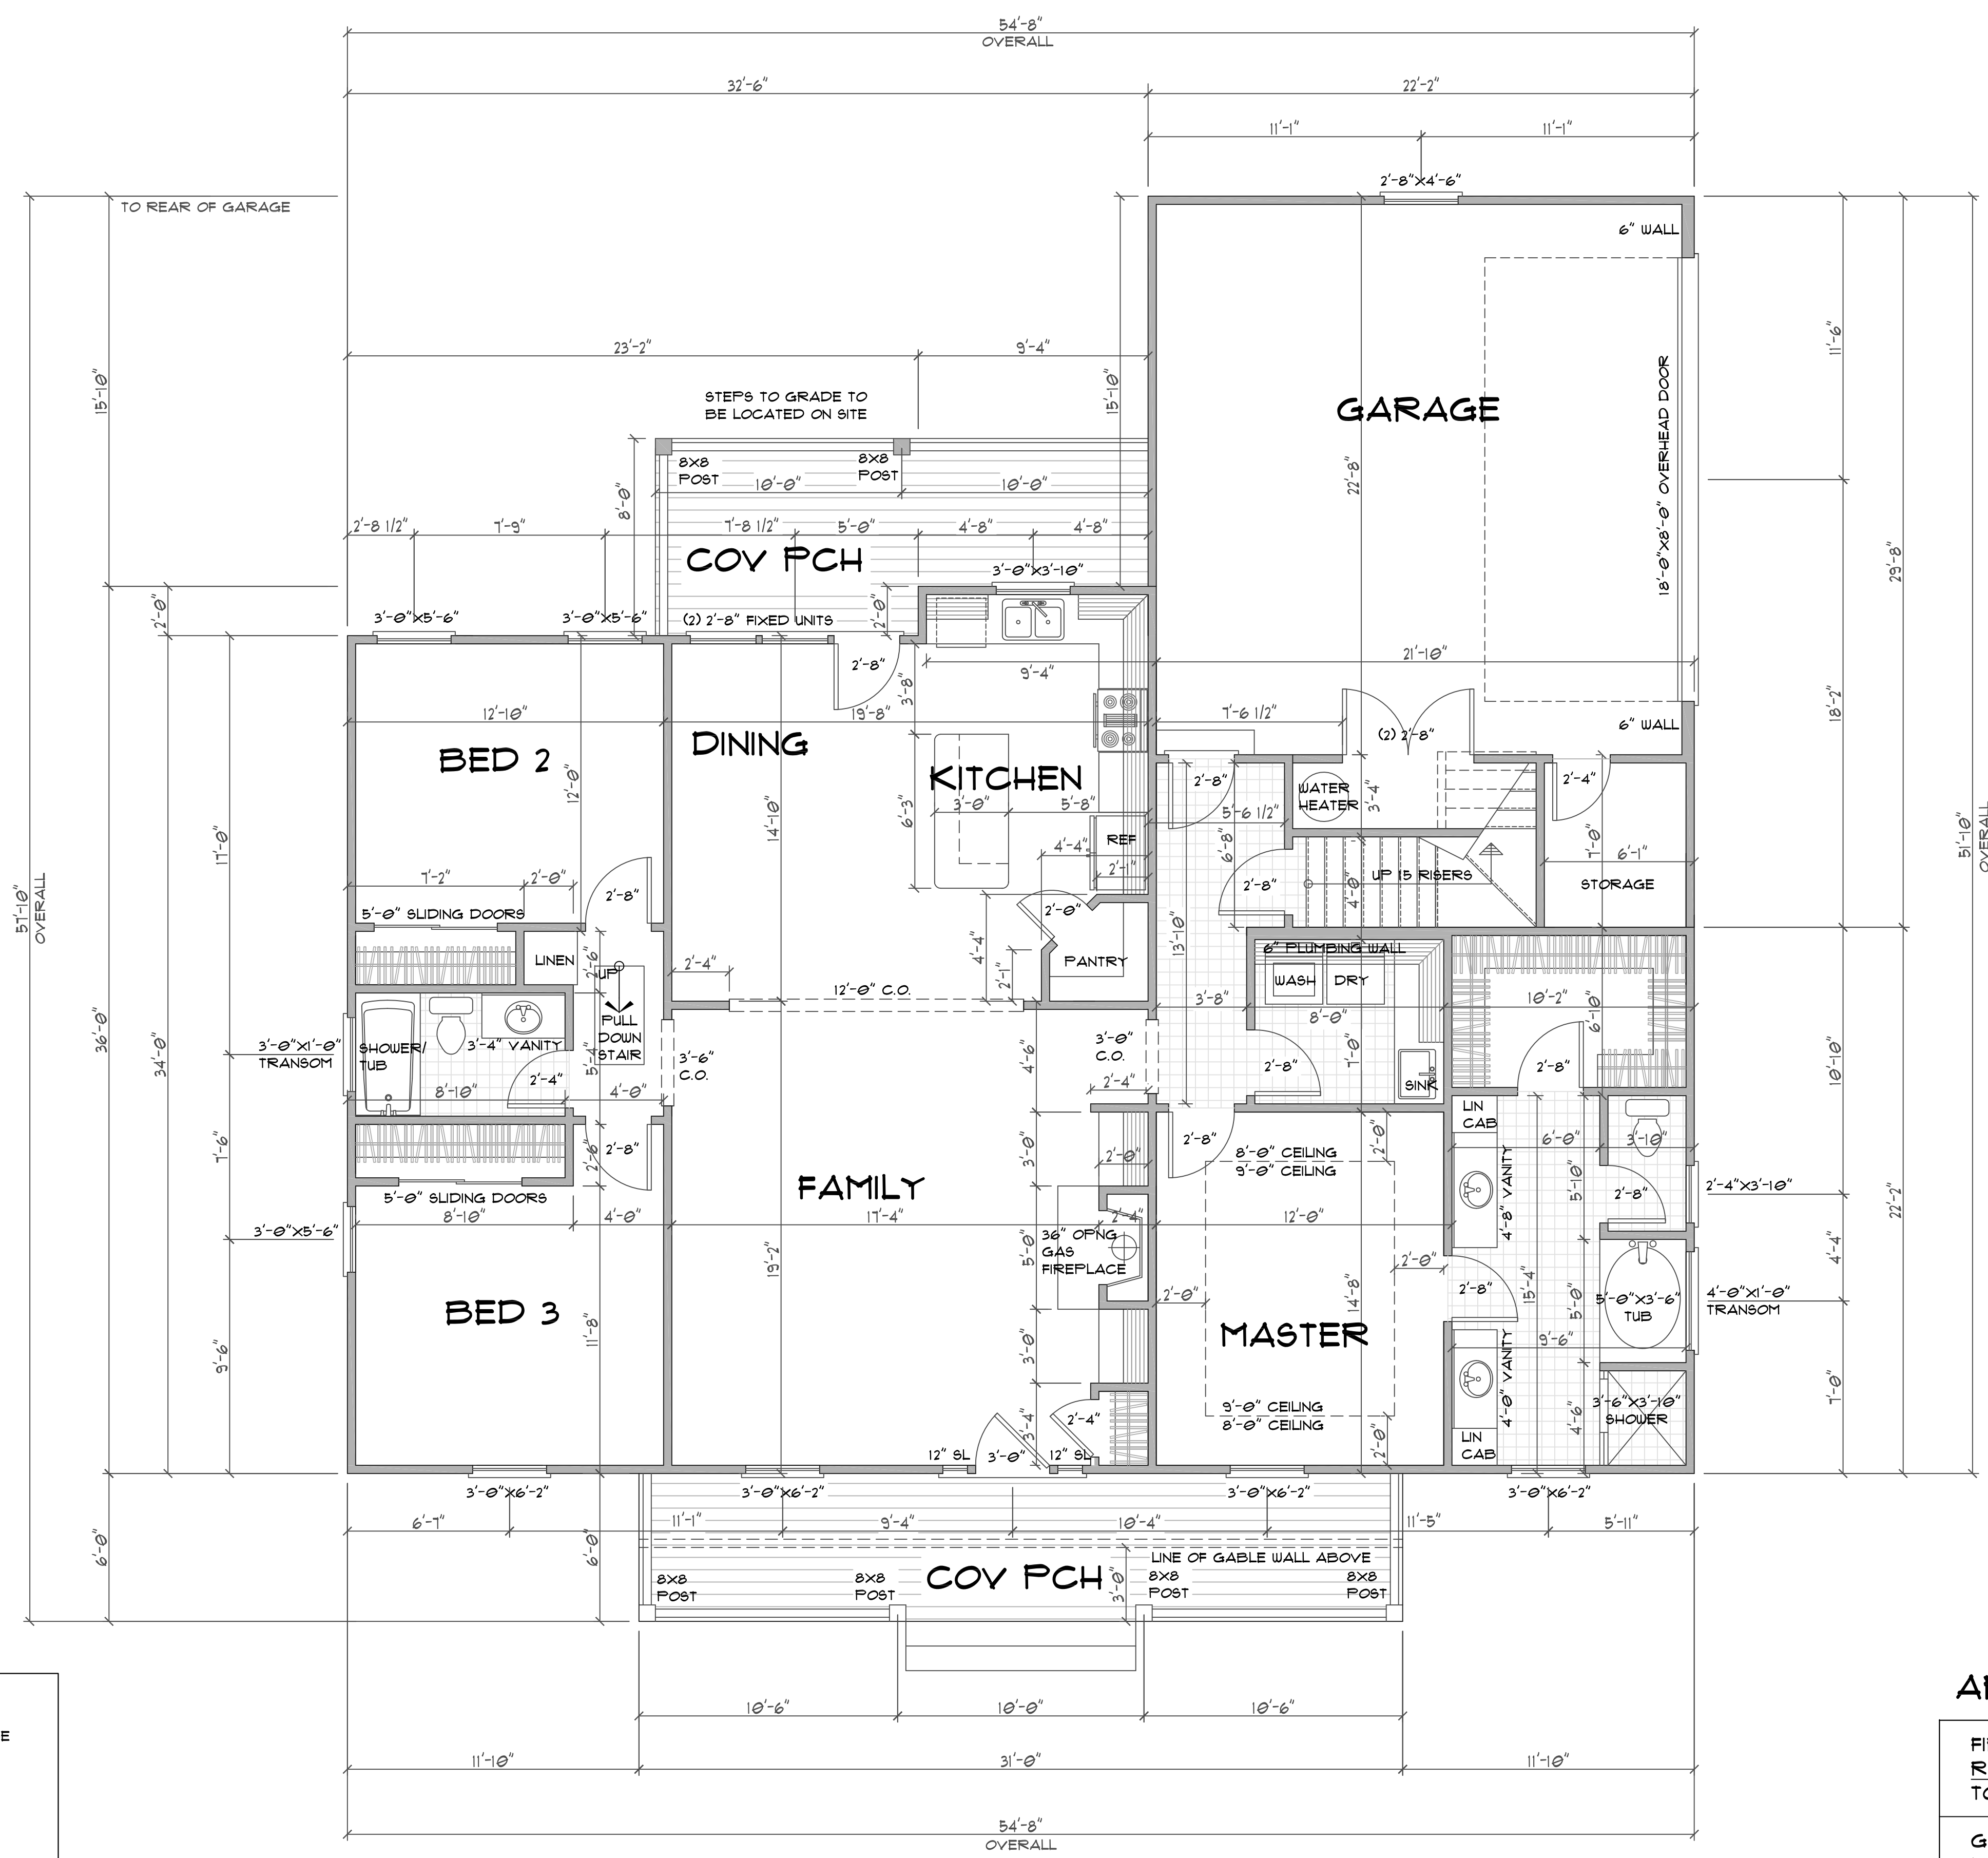 54'-8"
OVERALL
32'-6"
22'-2"
11'-1"
11'-1"
2'-8"X4'-6"
TO REAR OF GARAGE
6" WALL
23'-2"
9'-4"
15'-10"
15'-10"
11'-6"
STEPS TO GRADE TO
BE LOCATED ON SITE
GARAGE
18'-0"X8'-0" OVERHEAD DOOR
8X8
POST
8X8
POST
10'-0"
10'-0"
22'-8"
8'-0"
2'-8 1/2"
7'-9"
7'-8 1/2"
5'-0"
4'-8"
4'-8"
29'-8"
COV PCH
3'-0"X3'-10"
2'-0"
3'-0"X5'-6"
3'-0"X5'-6"
(2) 2'-8" FIXED UNITS
2'-0"
2'-8"
9'-4"
21'-10"
3'-8"
12'-10"
19'-8"
7'-6 1/2"
18'-2"
6" WALL
DINING
(2) 2'-8"
BED 2
KITCHEN
2'-8"
2'-4"
12'-0"
WATER
HEATER
3'-4"
3'-0"
5'-8"
6'-3"
5'-6 1/2"
14'-10"
REF
4'-4"
6'-8"
7'-0"
6'-1"
17'-0"
51'-10"
OVERALL
7'-2"
2'-0"
2'-1"
2'-8"
2'-8"
UP 15 RISERS
4'-0"
STORAGE
57'-10"
OVERALL
5'-0" SLIDING DOORS
2'-0"
13'-10"
6" PLUMBING WALL
LINEN
UP
2'-6"
2'-4"
4'-4"
2'-1"
PANTRY
WASH
DRY
12'-0" C.O.
3'-8"
8'-0"
10'-2"
6'-10"
36'-0"
34'-0"
PULL
DOWN
STAIR
3'-0"X1'-0"
TRANSOM
SHOWER/
TUB
3'-4" VANITY
5'-4"
3'-6"
C.O.
4'-6"
3'-0"
C.O.
2'-8"
7'-0"
2'-8"
10'-10"
2'-4"
8'-10"
4'-0"
2'-4"
SINK
LIN
CAB
7'-6"
2'-8"
2'-6"
3'-0"
2'-0"
2'-8"
8'-0" CEILING
9'-0" CEILING
2'-0"
6'-0"
3'-10"
4'-8" VANITY
5'-10"
2'-8"
2'-4"X3'-10"
22'-2"
5'-0" SLIDING DOORS
FAMILY
8'-10"
4'-0"
17'-4"
2'-4"
12'-0"
3'-0"X5'-6"
36" OPNG
GAS
FIREPLACE
5'-0"
4'-4"
19'-2"
2'-0"
2'-8"
2'-0"
14'-8"
15'-4"
5'-0"
5'-0"X3'-6"
TUB
4'-0"X1'-0"
TRANSOM
BED 3
11'-8"
3'-0"
MASTER
9'-6"
9'-6"
4'-0" VANITY
7'-0"
3'-6"X3'-10"
SHOWER
9'-0" CEILING
8'-0" CEILING
2'-0"
4'-6"
3'-4"
2'-4"
LIN
CAB
12" SL
3'-0"
12" SL
3'-0"X6'-2"
3'-0"X6'-2"
3'-0"X6'-2"
3'-0"X6'-2"
6'-7"
11'-1"
9'-4"
10'-4"
11'-5"
5'-11"
6'-0"
6'-0"
LINE OF GABLE WALL ABOVE
COV PCH
3'-0"
8X8
POST
8X8
POST
8X8
POST
8X8
POST
10'-6"
10'-0"
10'-6"
11'-10"
31'-0"
11'-10"
54'-8"
OVERALL